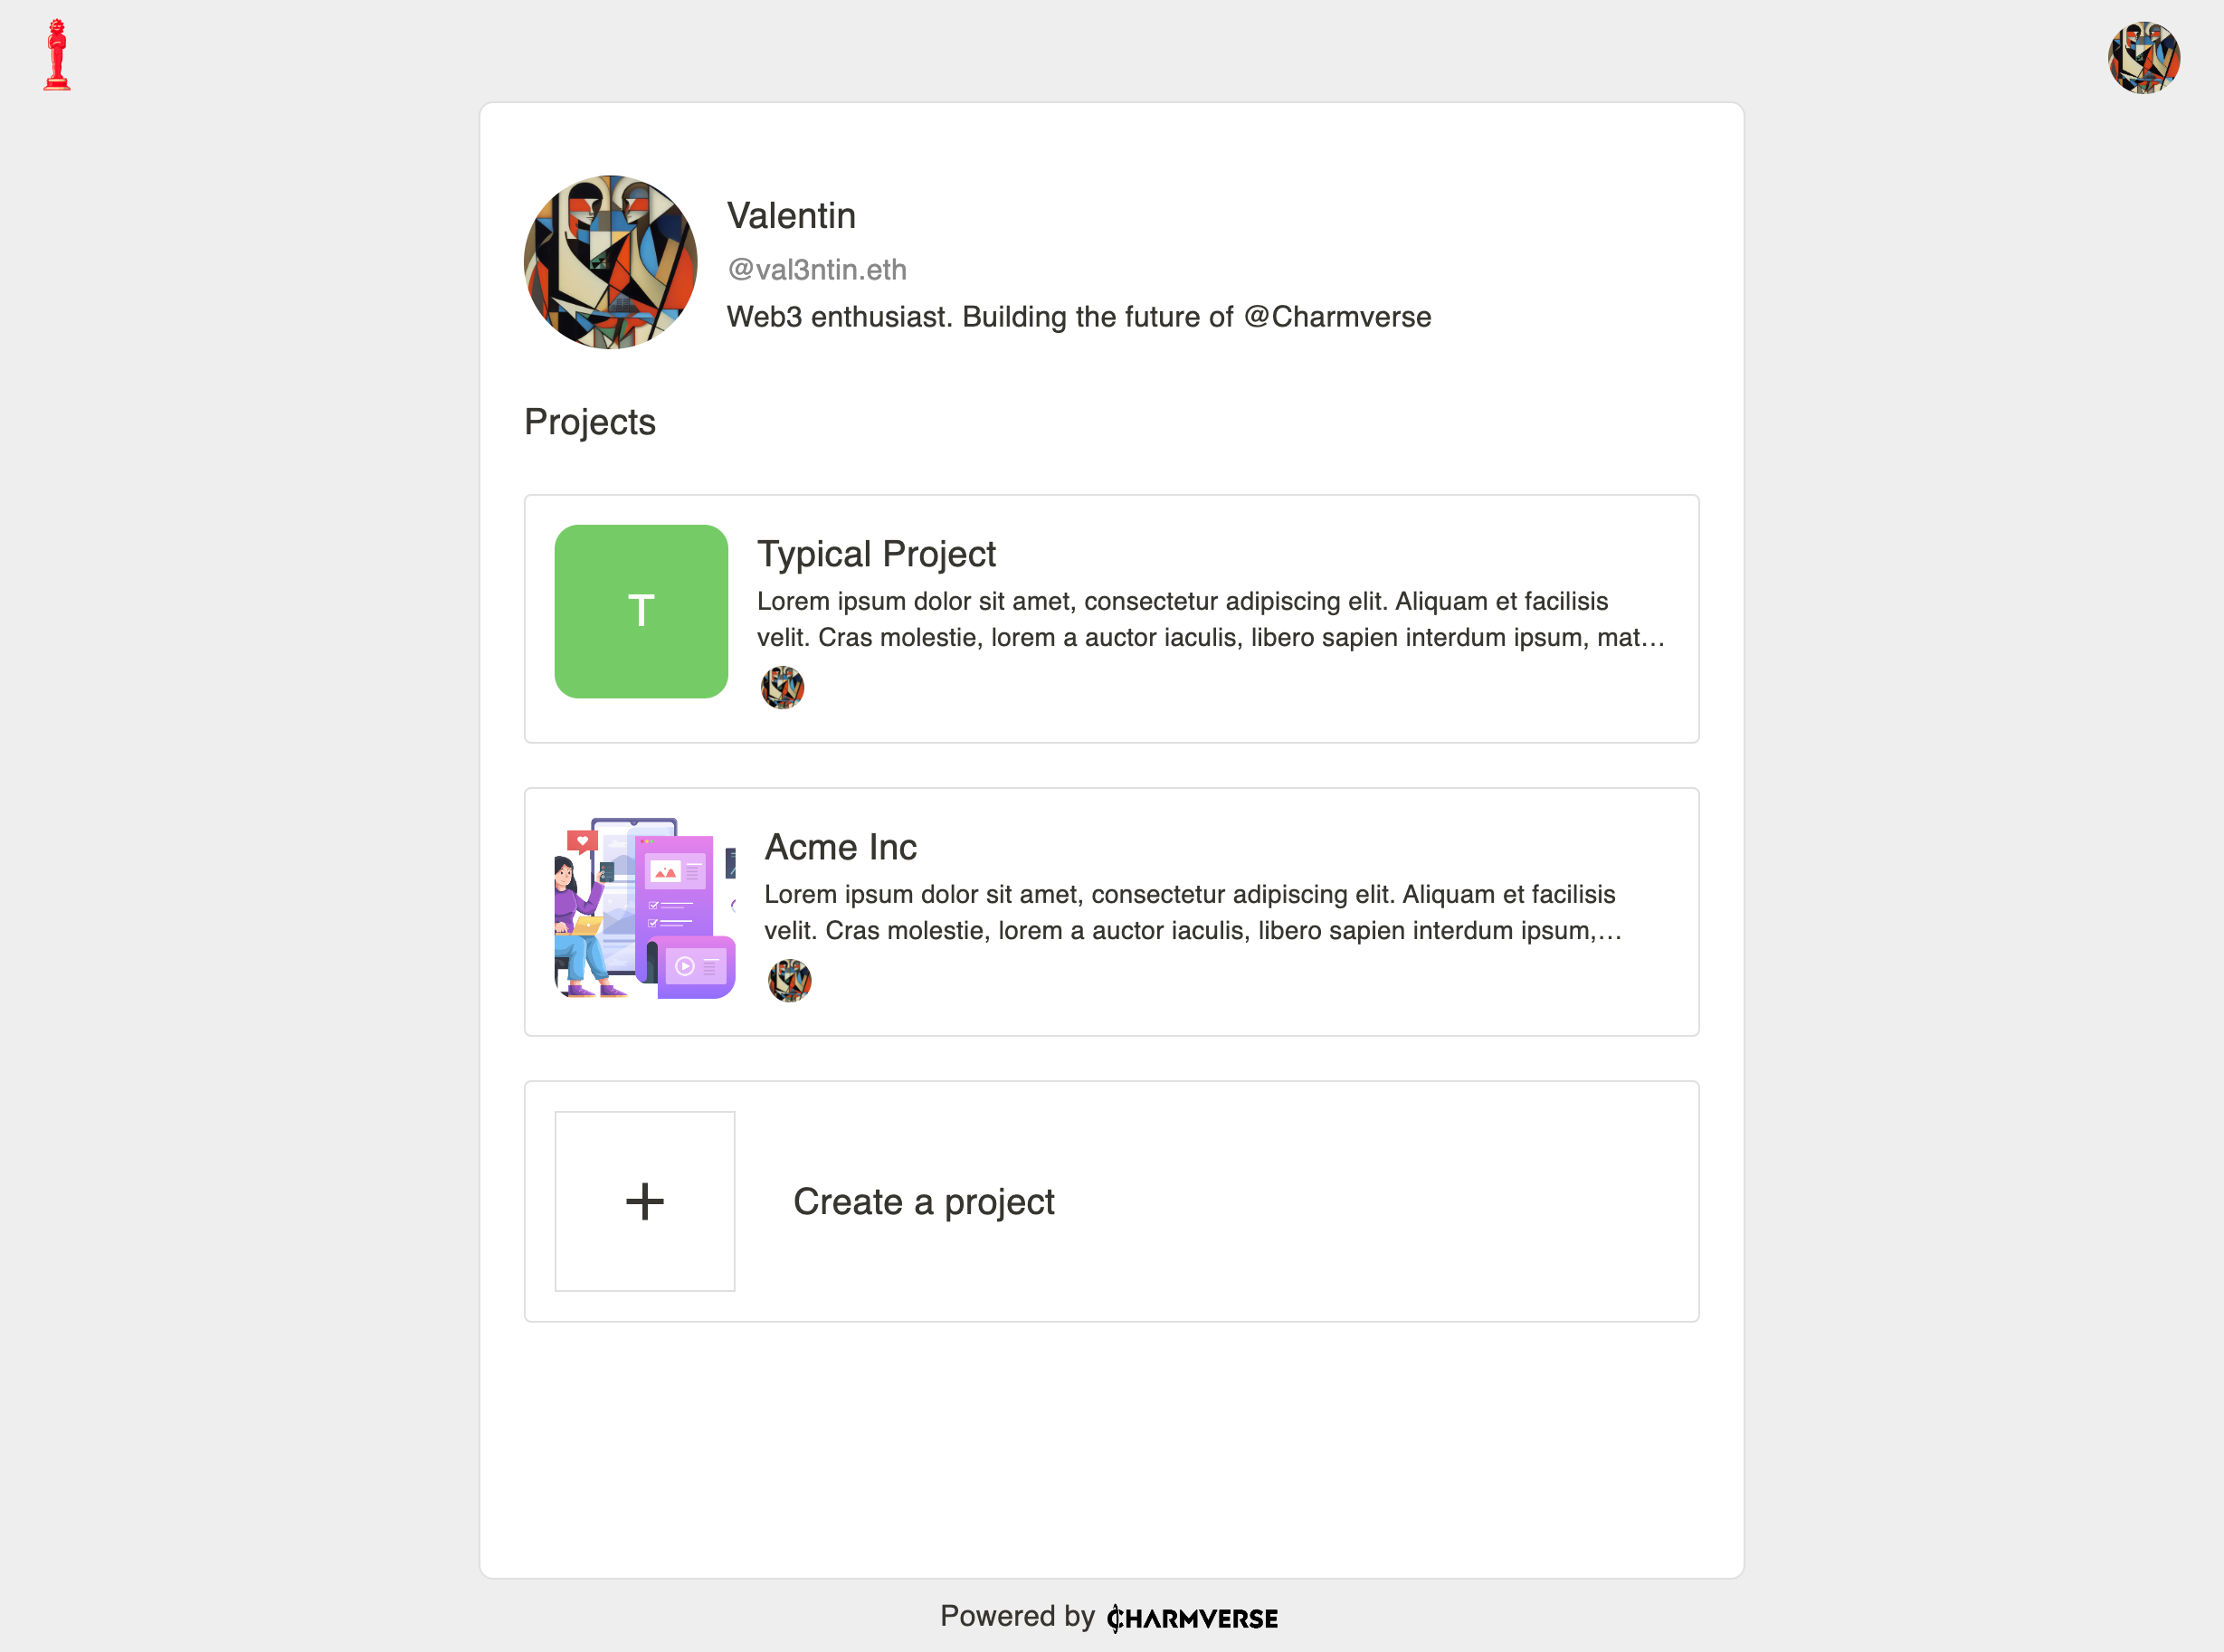 Valentin
@val3ntin.eth
Web3 enthusiast. Building the future of @Charmverse
Projects
T
Typical Project
Lorem ipsum dolor sit amet, consectetur adipiscing elit. Aliquam et facilisis
velit. Cras molestie, lorem a auctor iaculis, libero sapien interdum ipsum, mat...
Acme Inc
Lorem ipsum dolor sit amet, consectetur adipiscing elit. Aliquam et facilisis
velit. Cras molestie, lorem a auctor iaculis, libero sapien interdum ipsum,...
+
Create a project
Powered by CHARMVERSE